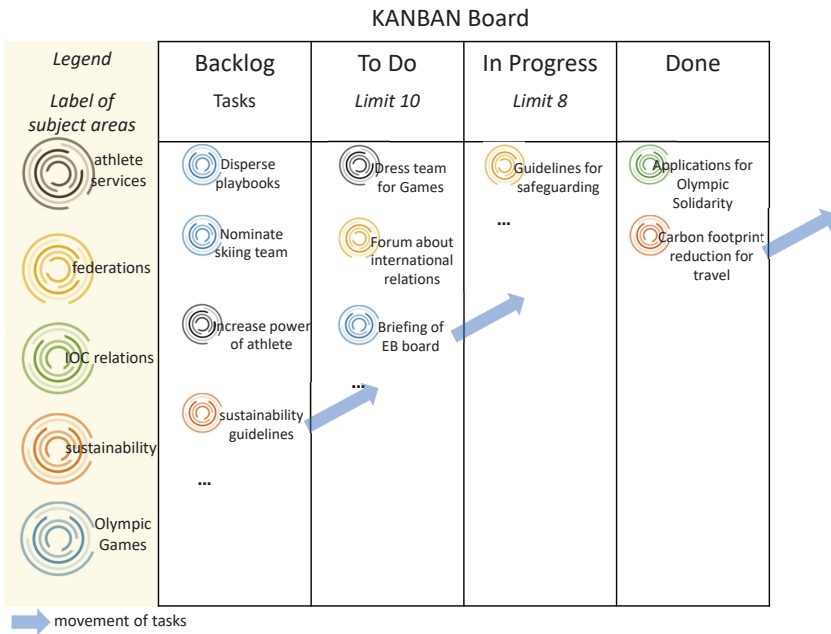 KANBAN Board
Legend
Label of
subject areas
athlete
services
federations
IOC relations
sustainability
Olympic
Games
Backlog
Tasks
Disperse
playbooks
Nominate
skiing team
Increase power
of athlete
sustainability
guidelines
...
To Do
Limit 10
Dress team
for Games
Forum about
international
relations
Briefing of
EB board
...
In Progress
Limit 8
Guidelines for
safeguarding
...
Done
Applications for
Olympic
Solidarity
Carbon footprint
reduction for
travel
movement of tasks